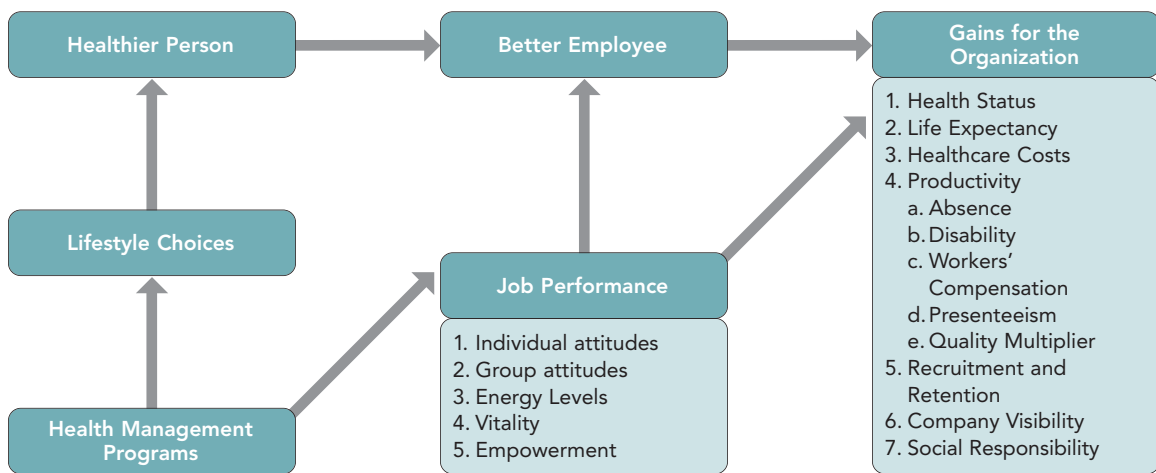 Healthier Person
Better Employee
Gains for the
Organization
1. Health Status
2. Life Expectancy
3. Healthcare Costs
4. Productivity
a. Absence
b. Disability
c. Workers’
Compensation
d. Presenteeism
e. Quality Multiplier
5. Recruitment and
Retention
6. Company Visibility
7. Social Responsibility
Lifestyle Choices
Job Performance
1. Individual attitudes
2. Group attitudes
3. Energy Levels
4. Vitality
5. Empowerment
Health Management
Programs